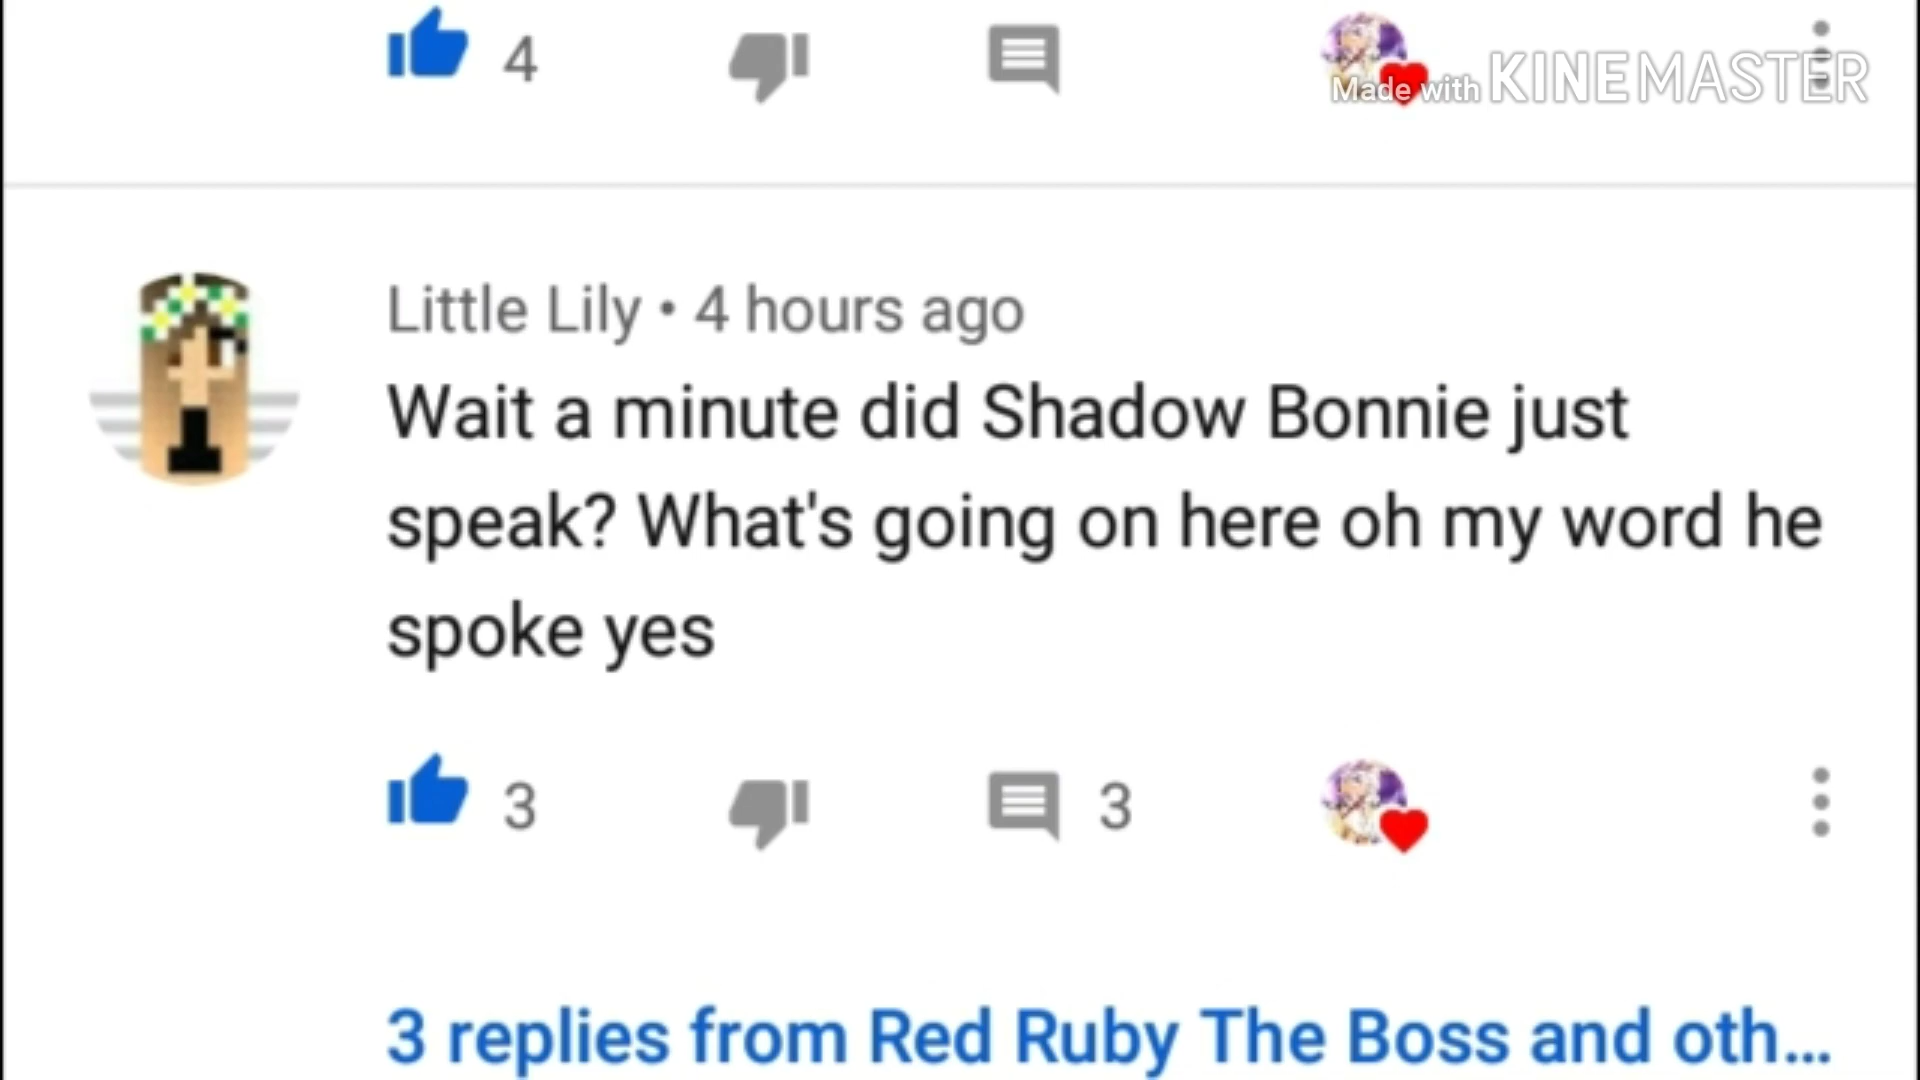 4
Made with KINEMASTER
Little Lily • 4 hours ago
Wait a minute did Shadow Bonnie just
speak? What's going on here oh my word he
spoke yes
3
3
3 replies from Red Ruby The Boss and oth...